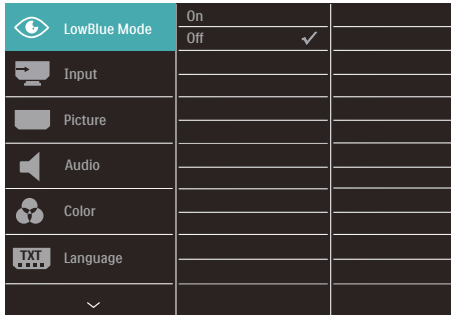 LowBlue Mode
On
Off
Input
Picture
Audio
Color
TXT
Language